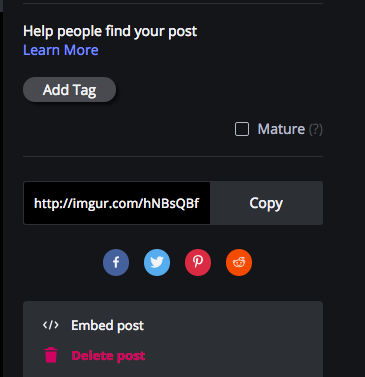 Help people find your post
Learn More
Add Tag
Mature (?)
http://imgur.com/hNBsQBf
Copy
Embed post
Delete post